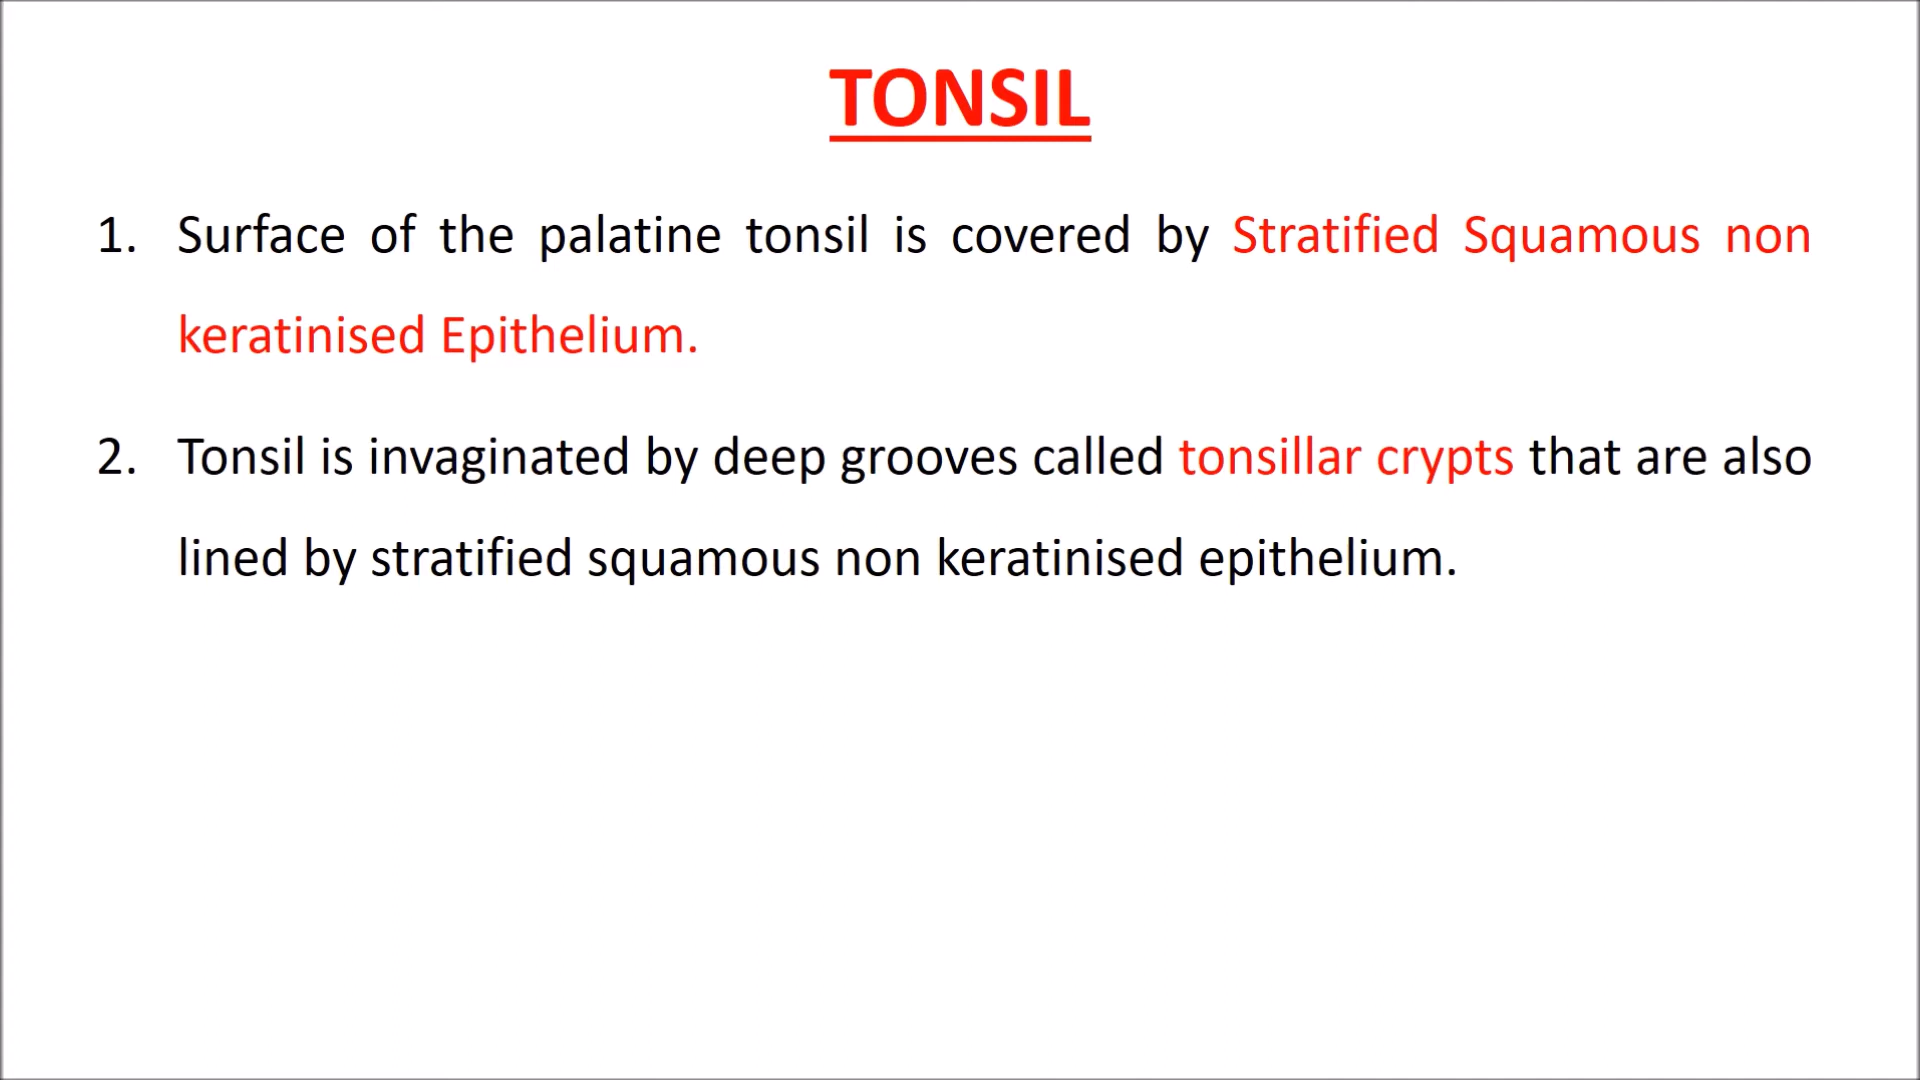 TONSIL
1. Surface of the palatine tonsil is covered by Stratified Squamous non
keratinised Epithelium.
2. Tonsil is invaginated by deep grooves called tonsillar crypts that are also
lined by stratified squamous non keratinised epithelium.